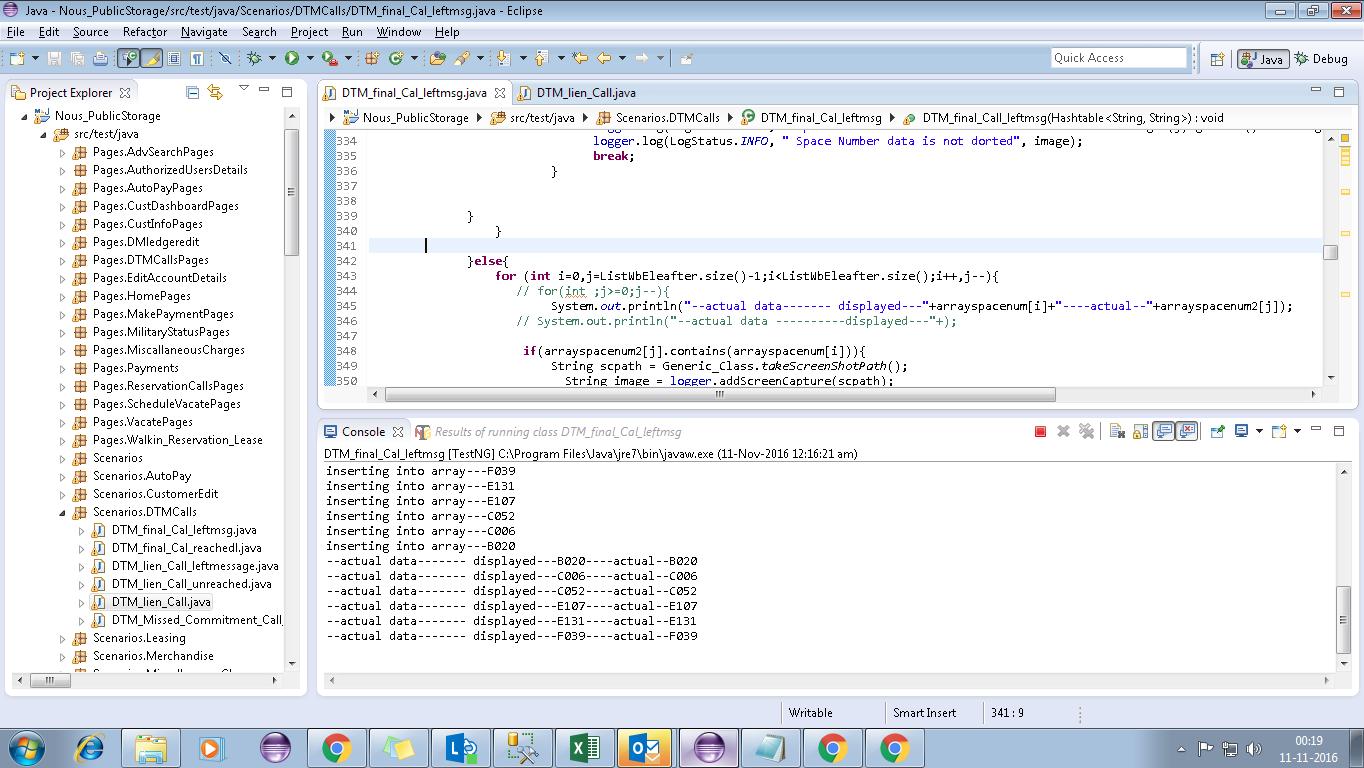 Java - Nous_PublicStorage/src/test/java/Scenarios/DTMCalls/DTM_final_Cal_leftmsg.java - Eclipse
File Edit Source Refactor Navigate Search Project Run Window Help
Quick Access
Java
Debug
Project Explorer
Nous_PublicStorage
src/test/java
Pages.AdvSearchPages
Pages.AuthorizedUsersDetails
Pages.AutoPayPages
Pages.CustDashboardPages
Pages.CustInfoPages
Pages.DMledgeredit
Pages.DTMCallsPages
Pages.EditAccountDetails
Pages.HomePages
Pages.MakePaymentPages
Pages.MilitaryStatusPages
Pages.MiscallaneousCharges
Pages.Payments
Pages.ReservationCallsPages
Pages.ScheduleVacatePages
Pages.VacatePages
Pages.Walkin_Reservation_Lease
Scenarios
Scenarios.AutoPay
Scenarios.CustomerEdit
Scenarios.DTMCalls
DTM_final_Cal_leftmsg.java
DTM_final_Cal_reachedl.java
DTM_lien_Call_leftmessage.java
DTM_lien_Call_unreached.java
DTM_lien_Call.java
DTM_Missed_Commitment_Call_
Scenarios.Leasing
Scenarios.Merchandise
DTM_final_Cal_leftmsg.java DTM_lien_Call.java
Nous_PublicStorage src/test/java Scenarios.DTMCalls DTM_final_Cal_leftmsg DTM_final_Call_leftmsg(Hashtable<String, String>) : void
334 logger.log(LogStatus.INFO, " Space Number data is not dorted", image);
335 break;
336 }
337
338
339 }
340 }
341
342 }else{
343 for (int i=0,j=ListWbEleafter.size()-1;i<ListWbEleafter.size();i++,j--){
344 // for(int ;j>=0;j--){
345 System.out.println("--actual data------- displayed---"+arrayspacenum[i]+"----actual--"+arrayspacenum2[j]);
346 // System.out.println("--actual data ----------displayed---"+);
347
348 if(arrayspacenum2[j].contains(arrayspacenum[i])){
349 String scpath = Generic_Class.takeScreenShotPath();
350 String image = logger.addScreenCapture(scpath);
Console Results of running class DTM_final_Cal_leftmsg
DTM_final_Cal_leftmsg [TestNG] C:\Program Files\Java\jre7\bin\javaw.exe (11-Nov-2016 12:16:21 am)
inserting into array---F039
inserting into array---E131
inserting into array---E107
inserting into array---C052
inserting into array---C006
inserting into array---B020
--actual data------- displayed---B020----actual--B020
--actual data------- displayed---C006----actual--C006
--actual data------- displayed---C052----actual--C052
--actual data------- displayed---E107----actual--E107
--actual data------- displayed---E131----actual--E131
--actual data------- displayed---F039----actual--F039
Writable Smart Insert 341 : 9
00:19
11-11-2016